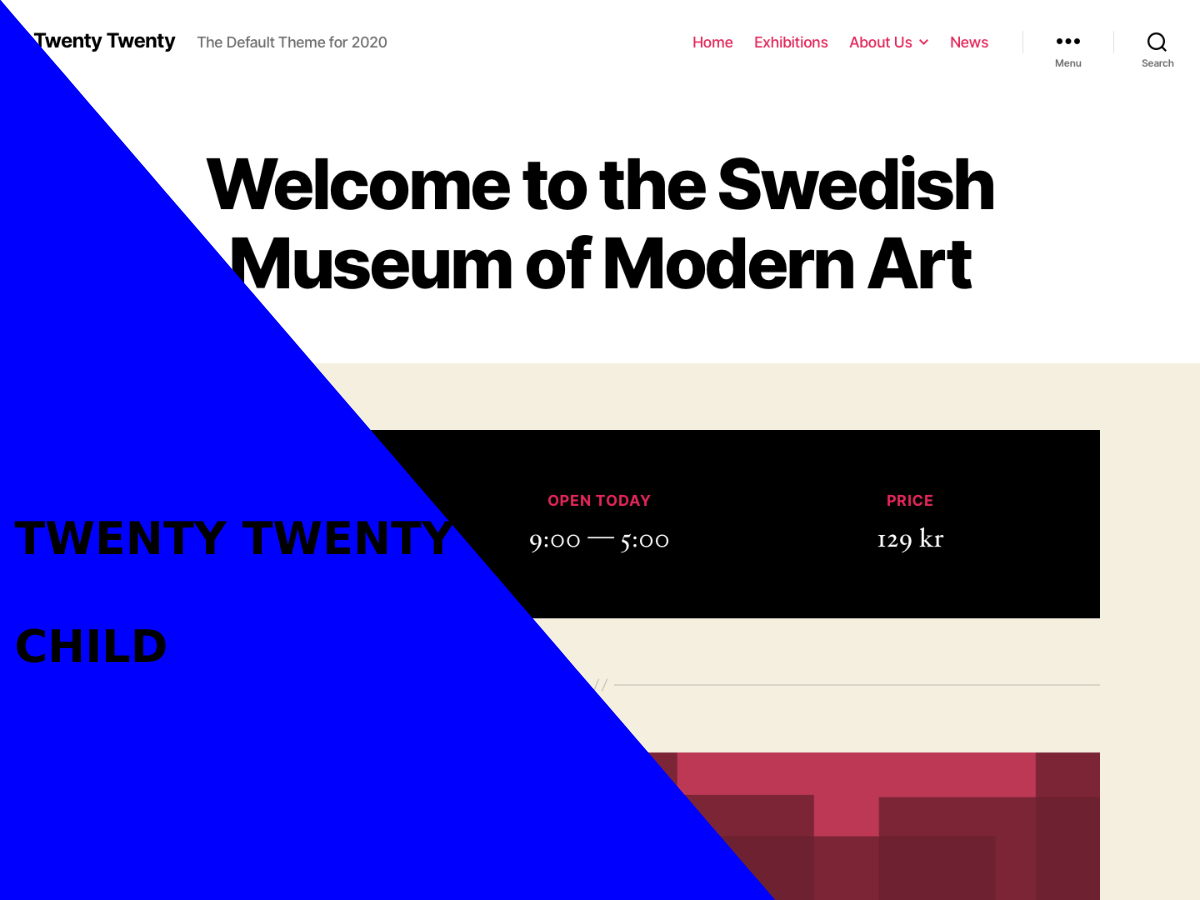 Twenty Twenty
The Default Theme for 2020
Home
Exhibitions
About Us
News
Menu
Search
Welcome to the Swedish
Museum of Modern Art
OPEN TODAY
9:00 — 5:00
PRICE
129 kr
TWENTY TWENTY
CHILD
//